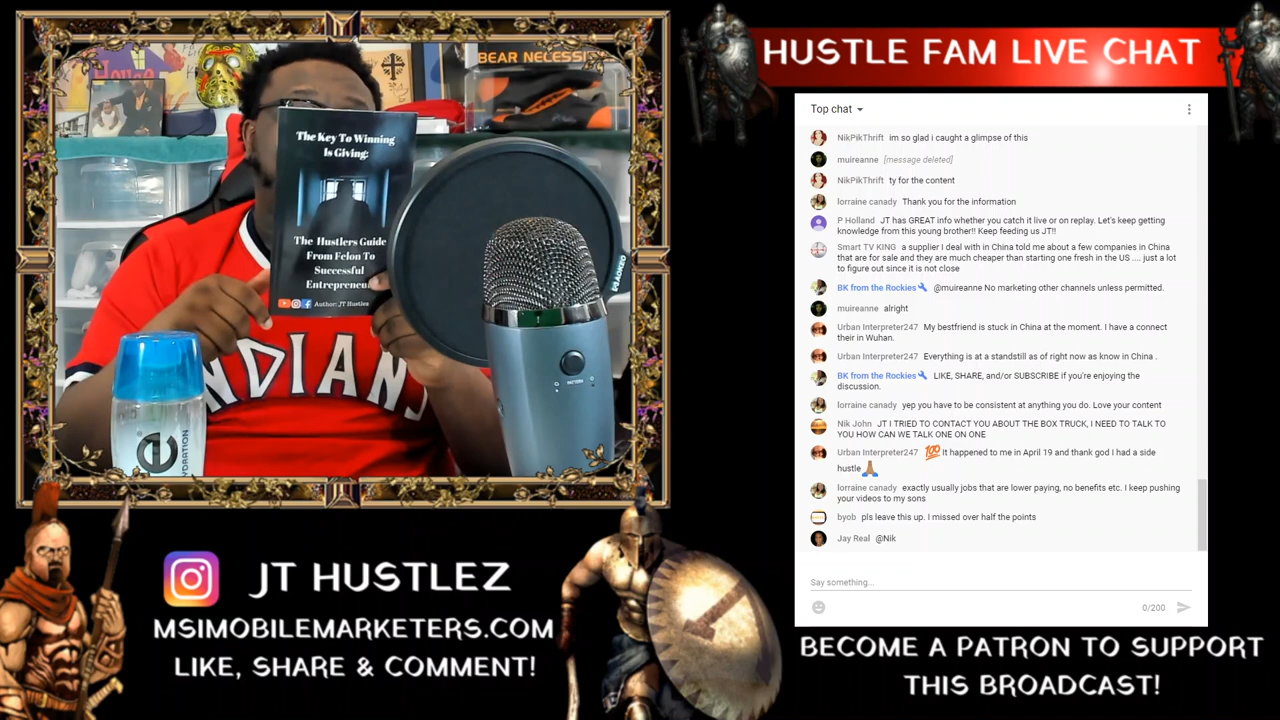 BEAR NECESSI
The Key To Winning
Is Giving:
The Hustlers Guide
From Felon To
Successful
Entrepreneu
Author: JT Hustlez
NDIANS
MAONO
e
YDRATION
PATTERN
JT HUSTLEZ
MSIMOBILEMARKETERS.COM
LIKE, SHARE & COMMENT!
HUSTLE FAM LIVE CHAT
Top chat
NikPikThrift im so glad i caught a glimpse of this
muireanne [message deleted]
NikPikThrift ty for the content
lorraine canady Thank you for the information
P Holland JT has GREAT info whether you catch it live or on replay. Let's keep getting
knowledge from this young brother!! Keep feeding us JT!!
Smart TV KING a supplier I deal with in China told me about a few companies in China
that are for sale and they are much cheaper than starting one fresh in the US .... just a lot
to figure out since it is not close
BK from the Rockies @muireanne No marketing other channels unless permitted.
muireanne alright
Urban Interpreter247 My bestfriend is stuck in China at the moment. I have a connect
their in Wuhan.
Urban Interpreter247 Everything is at a standstill as of right now as know in China .
BK from the Rockies LIKE, SHARE, and/or SUBSCRIBE if you're enjoying the
discussion.
lorraine canady yep you have to be consistent at anything you do. Love your content
Nik John JT I TRIED TO CONTACT YOU ABOUT THE BOX TRUCK, I NEED TO TALK TO
YOU HOW CAN WE TALK ONE ON ONE
Urban Interpreter247 💯 It happened to me in April 19 and thank god I had a side
hustle 🙏🏽
lorraine canady exactly usually jobs that are lower paying, no benefits etc. I keep pushing
your videos to my sons
byob pls leave this up. I missed over half the points
Jay Real @Nik
Say something...
0/200
BECOME A PATRON TO SUPPORT
THIS BROADCAST!